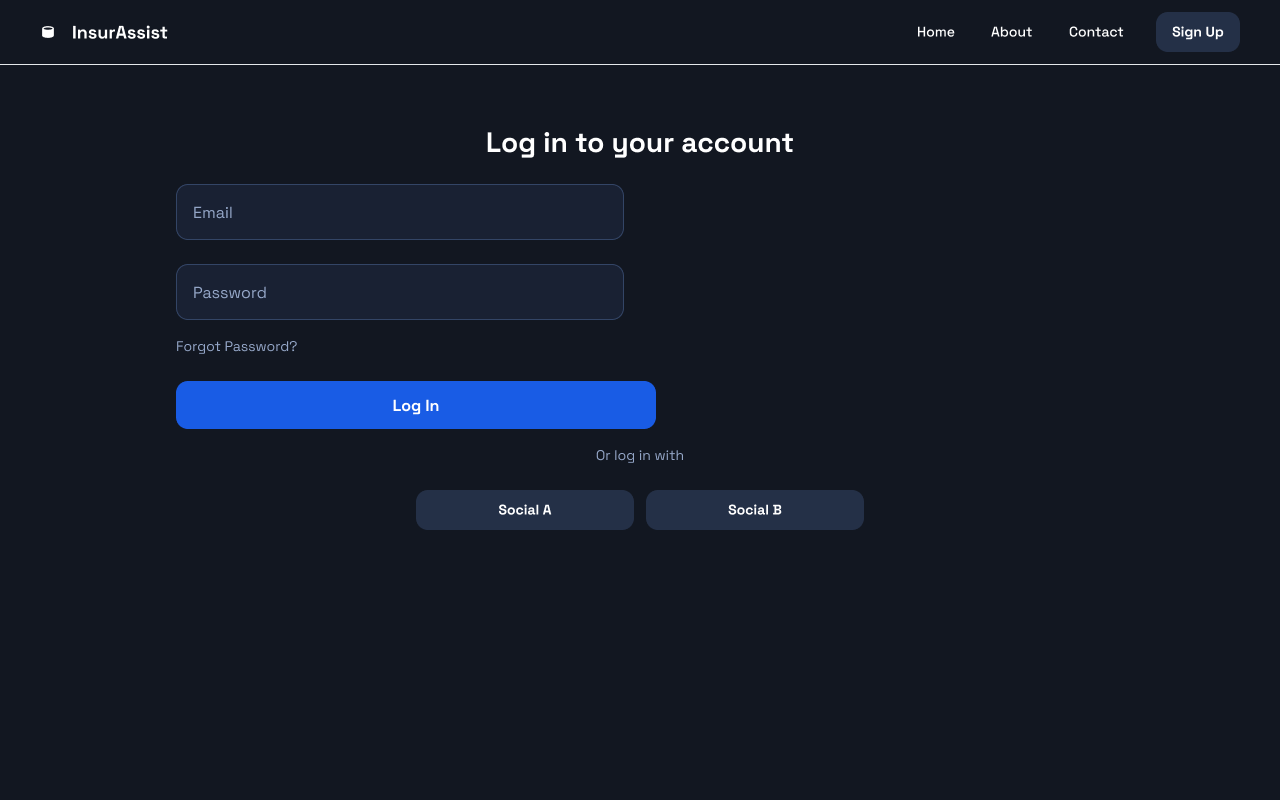 InsurAssist
Home
About
Contact
Sign Up
Log in to your account
Email
Password
Forgot Password?
Log In
Or log in with
Social A
Social B